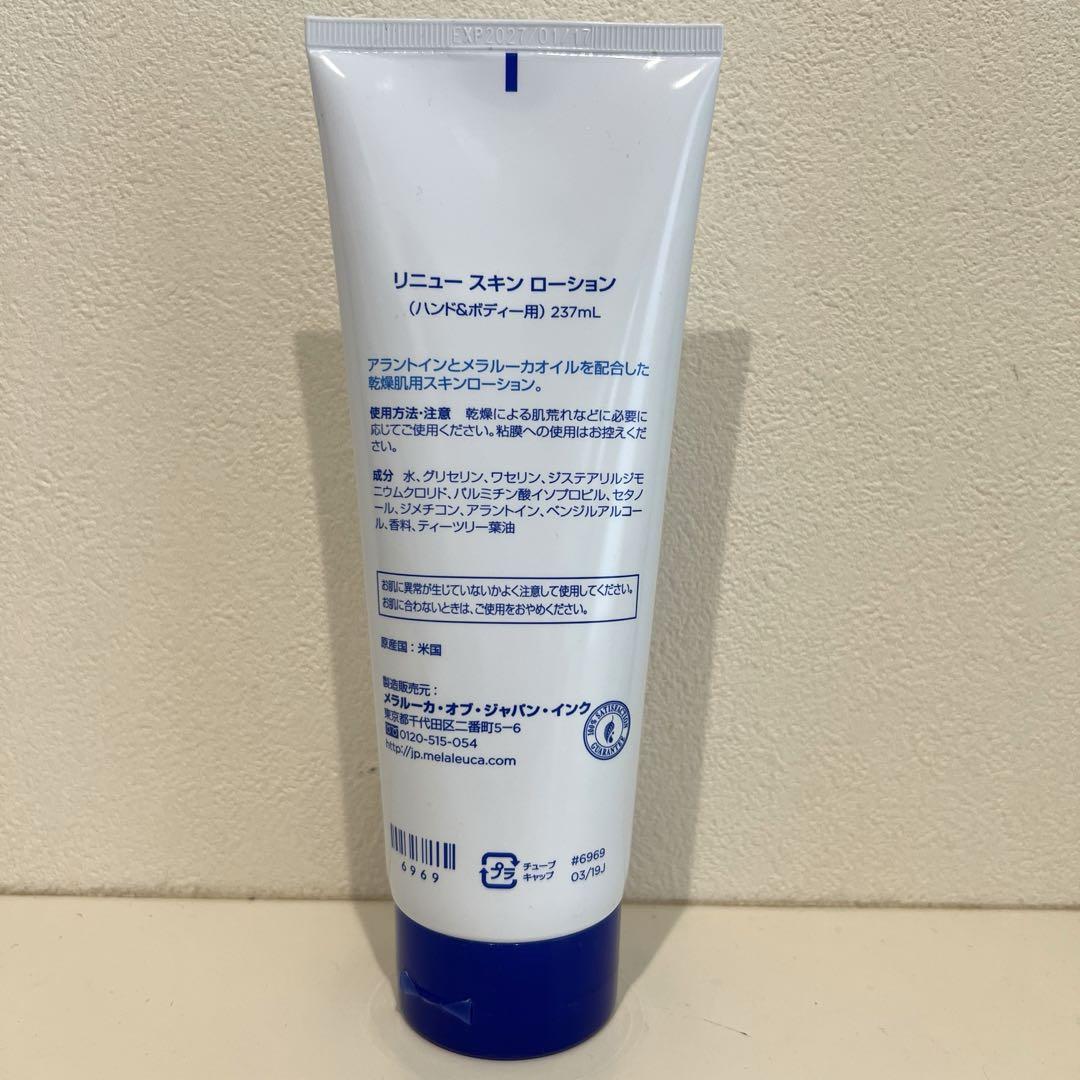 EXP2027/01/17
リニュー スキン ローション
(ハンド&ボディー用) 237mL
アラントインとメラルーカオイルを配合した
乾燥肌用スキンローション。
使用方法・注意 乾燥による肌荒れなどに必要に
応じてご使用ください。粘膜への使用はお控えくだ
さい。
成分 水、グリセリン、ワセリン、ジステアリルジモ
ニウムクロリド、パルミチン酸イソプロピル、セタノ
ール、ジメチコン、アラントイン、ベンジルアルコー
ル、香料、ティーツリー葉油
お肌に異常が生じていないかよく注意して使用してください。
お肌に合わないときは、ご使用をおやめください。
原産国：米国
製造販売元：
メラルーカ・オブ・ジャパン・インク
東京都千代田区二番町5-6
0120-515-054
http://jp.melaleuca.com
100% SATISFACTION GUARANTEE
6969
プラ
チューブ
キャップ
#6969
03/19J